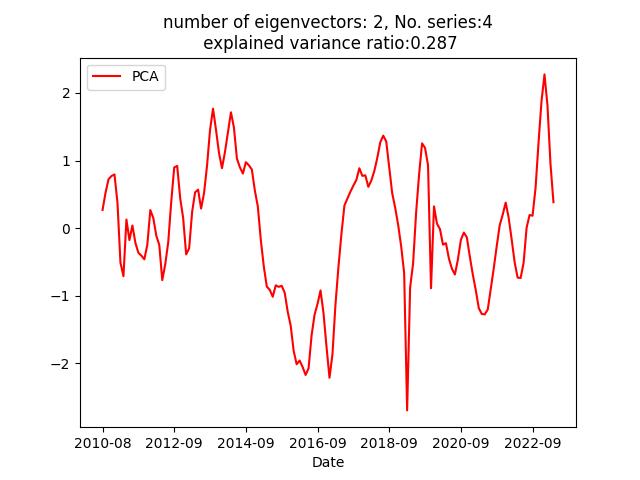 number of eigenvectors: 2, No. series:4
explained variance ratio:0.287
PCA
2
1
0
−1
−2
2010-08 2012-09 2014-09 2016-09 2018-09 2020-09 2022-09
Date